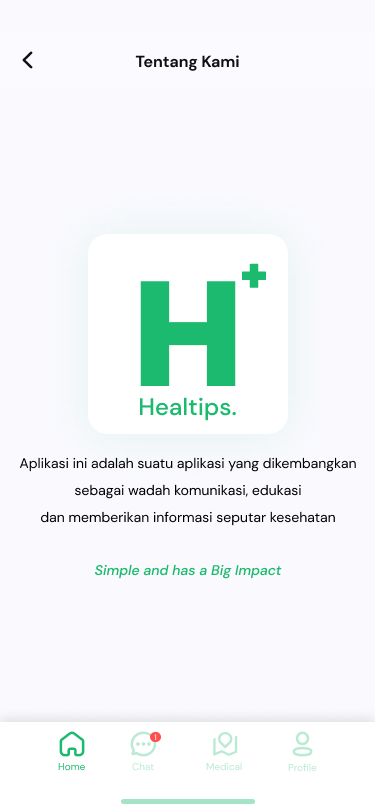 Tentang Kami
H+
Healtips.
Aplikasi ini adalah suatu aplikasi yang dikembangkan
sebagai wadah komunikasi, edukasi
dan memberikan informasi seputar kesehatan
Simple and has a Big Impact
1
Home Chat Medical Profile